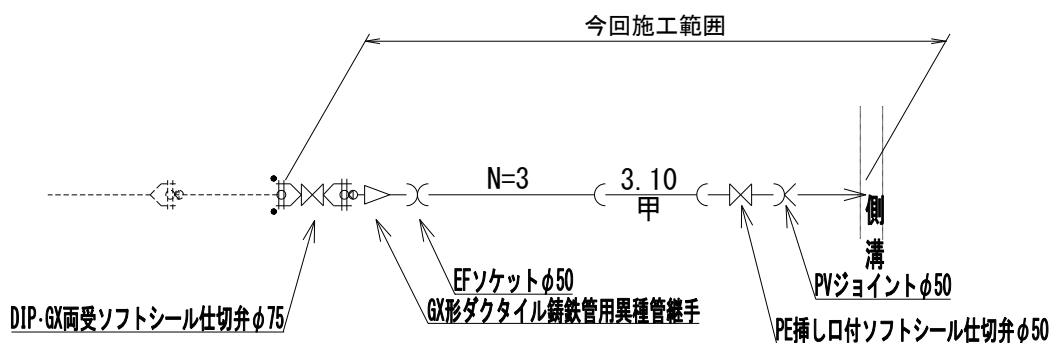 今回施工範囲
N=3
3.10
甲
側溝
EFソケットφ50
PVジョイントφ50
GX形ダクタイル鋳鉄管用異種管継手
DIP･GX両受ソフトシール仕切弁φ75
PE挿し口付ソフトシール仕切弁φ50